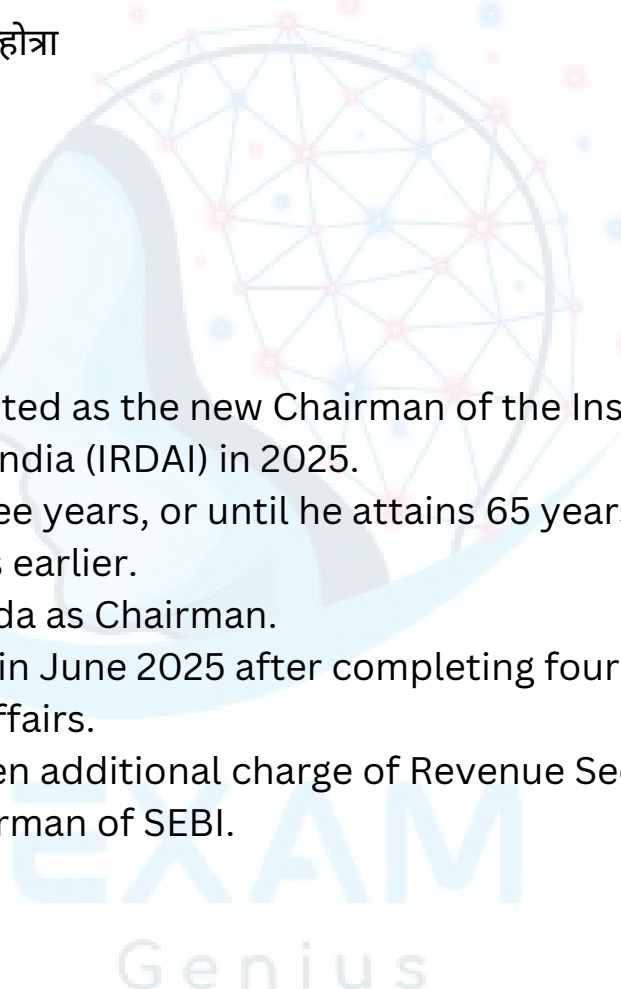 होत्रा
ted as the new Chairman of the Ins
ndia (IRDAI) in 2025.
ee years, or until he attains 65 year
s earlier.
da as Chairman.
in June 2025 after completing four
ffairs.
en additional charge of Revenue Se
rman of SEBI.
EXAM
Genius